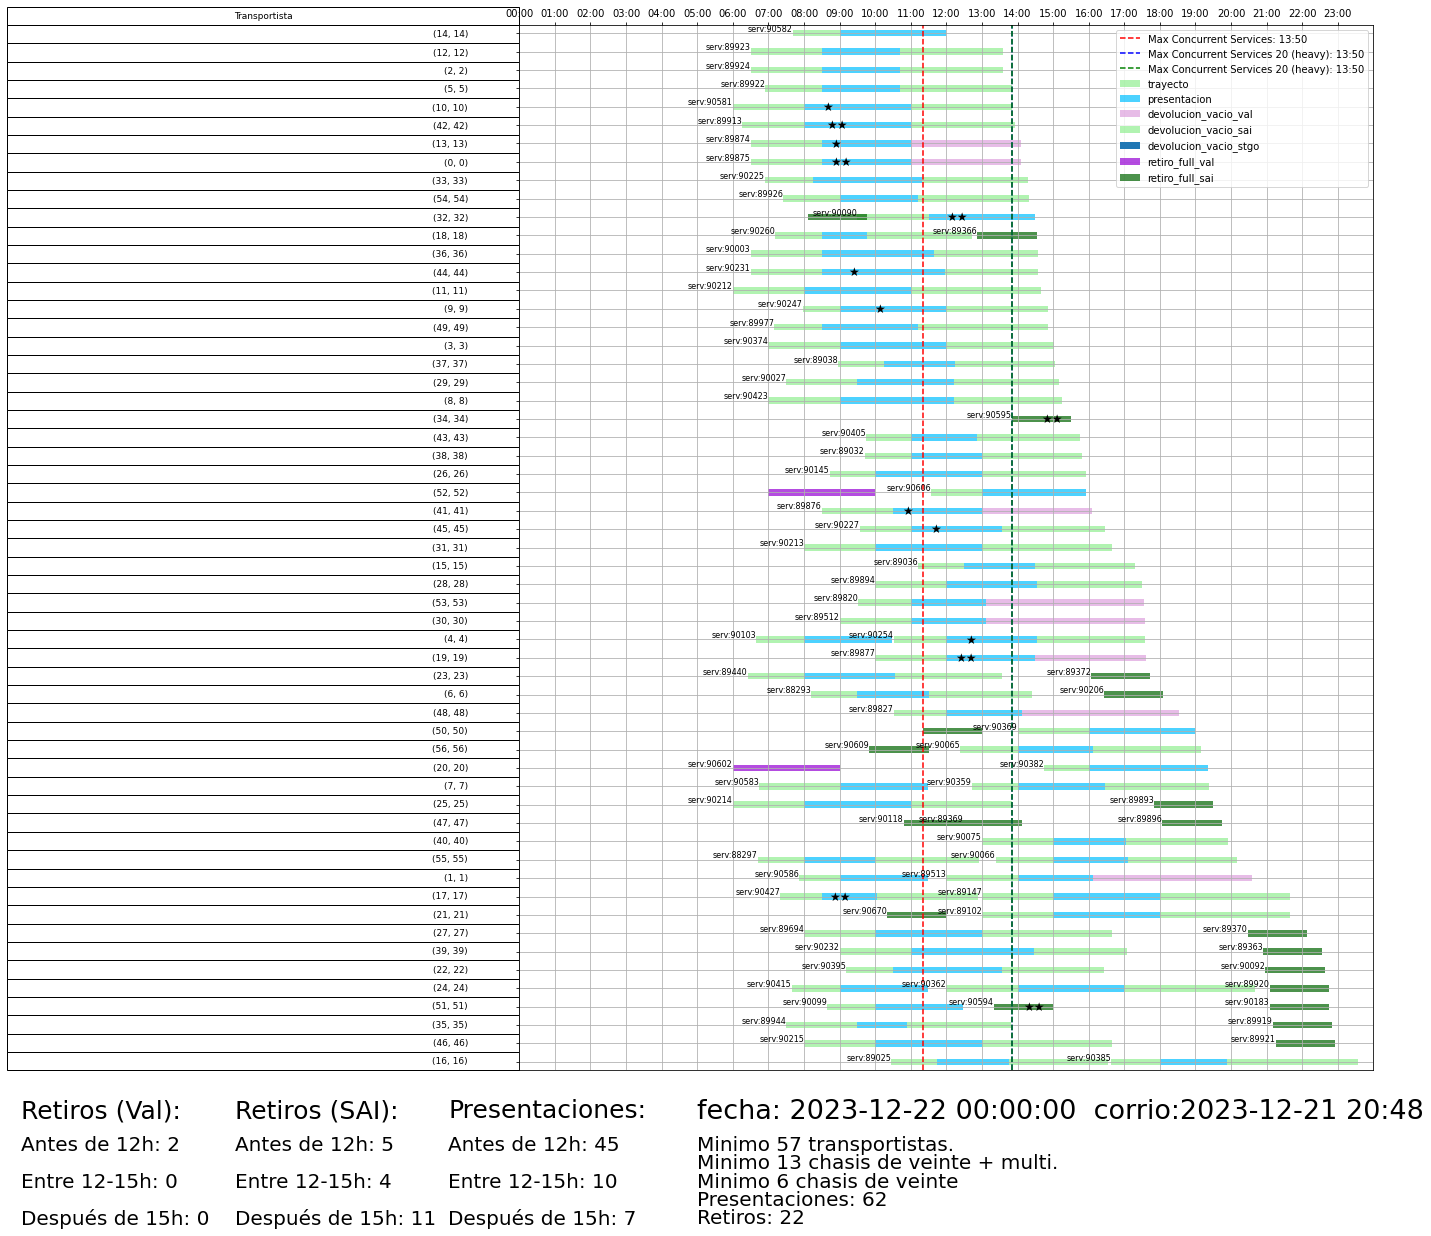 Transportista 00:00 01:00 02:00 03:00 04:00 05:00 06:00 07:00 08:00 09:00 10:00 11:00 12:00 13:00 14:00 15:00 16:00 17:00 18:00 19:00 20:00 21:00 22:00 23:00
Max Concurrent Services: 13:50
Max Concurrent Services 20 (heavy): 13:50
Max Concurrent Services 20 (heavy): 13:50
trayecto
presentacion
devolucion_vacio_val
devolucion_vacio_sai
devolucion_vacio_stgo
retiro_full_val
retiro_full_sai
(14, 14) serv:90582
(12, 12) serv:89923
(2, 2) serv:89924
(5, 5) serv:89922
(10, 10) serv:90581
(42, 42) serv:89913
(13, 13) serv:89874
(0, 0) serv:89875
(33, 33) serv:90225
(54, 54) serv:89926
(32, 32) serv:90090
(18, 18) serv:90260 serv:89366
(36, 36) serv:90003
(44, 44) serv:90231
(11, 11) serv:90212
(9, 9) serv:90247
(49, 49) serv:89977
(3, 3) serv:90374
(37, 37) serv:89038
(29, 29) serv:90027
(8, 8) serv:90423
(34, 34) serv:90595
(43, 43) serv:90405
(38, 38) serv:89032
(26, 26) serv:90145
(52, 52) serv:90606
(41, 41) serv:89876
(45, 45) serv:90227
(31, 31) serv:90213
(15, 15) serv:89036
(28, 28) serv:89894
(53, 53) serv:89820
(30, 30) serv:89512
(4, 4) serv:90103 serv:90254
(19, 19) serv:89877
(23, 23) serv:89440 serv:89372
(6, 6) serv:88293 serv:90206
(48, 48) serv:89827
(50, 50) serv:90369
(56, 56) serv:90609 serv:90065
(20, 20) serv:90602 serv:90382
(7, 7) serv:90583 serv:90359
(25, 25) serv:90214 serv:89893
(47, 47) serv:90118 serv:89369 serv:89896
(40, 40) serv:90075
(55, 55) serv:88297 serv:90066
(1, 1) serv:90586 serv:89513
(17, 17) serv:90427 serv:89147
(21, 21) serv:90670 serv:89102
(27, 27) serv:89694 serv:89370
(39, 39) serv:90232 serv:89363
(22, 22) serv:90395 serv:90092
(24, 24) serv:90415 serv:90362 serv:89920
(51, 51) serv:90099 serv:90594 serv:90183
(35, 35) serv:89944 serv:89919
(46, 46) serv:90215 serv:89921
(16, 16) serv:89025 serv:90385
Retiros (Val):
Antes de 12h: 2
Entre 12-15h: 0
Después de 15h: 0
Retiros (SAI):
Antes de 12h: 5
Entre 12-15h: 4
Después de 15h: 11
Presentaciones:
Antes de 12h: 45
Entre 12-15h: 10
Después de 15h: 7
fecha: 2023-12-22 00:00:00  corrio:2023-12-21 20:48
Minimo 57 transportistas.
Minimo 13 chasis de veinte + multi.
Minimo 6 chasis de veinte
Presentaciones: 62
Retiros: 22